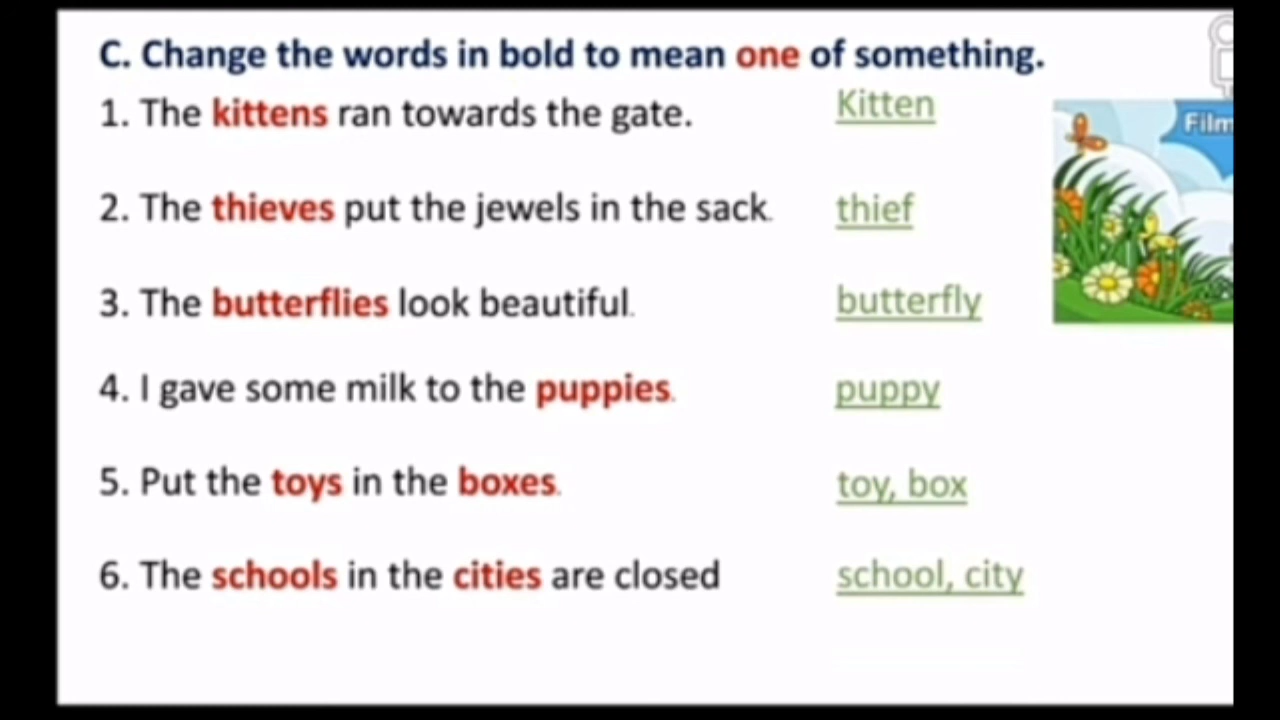 C. Change the words in bold to mean one of something.
1. The kittens ran towards the gate. Kitten
2. The thieves put the jewels in the sack. thief
3. The butterflies look beautiful. butterfly
4. I gave some milk to the puppies. puppy
5. Put the toys in the boxes. toy, box
6. The schools in the cities are closed school, city
Film